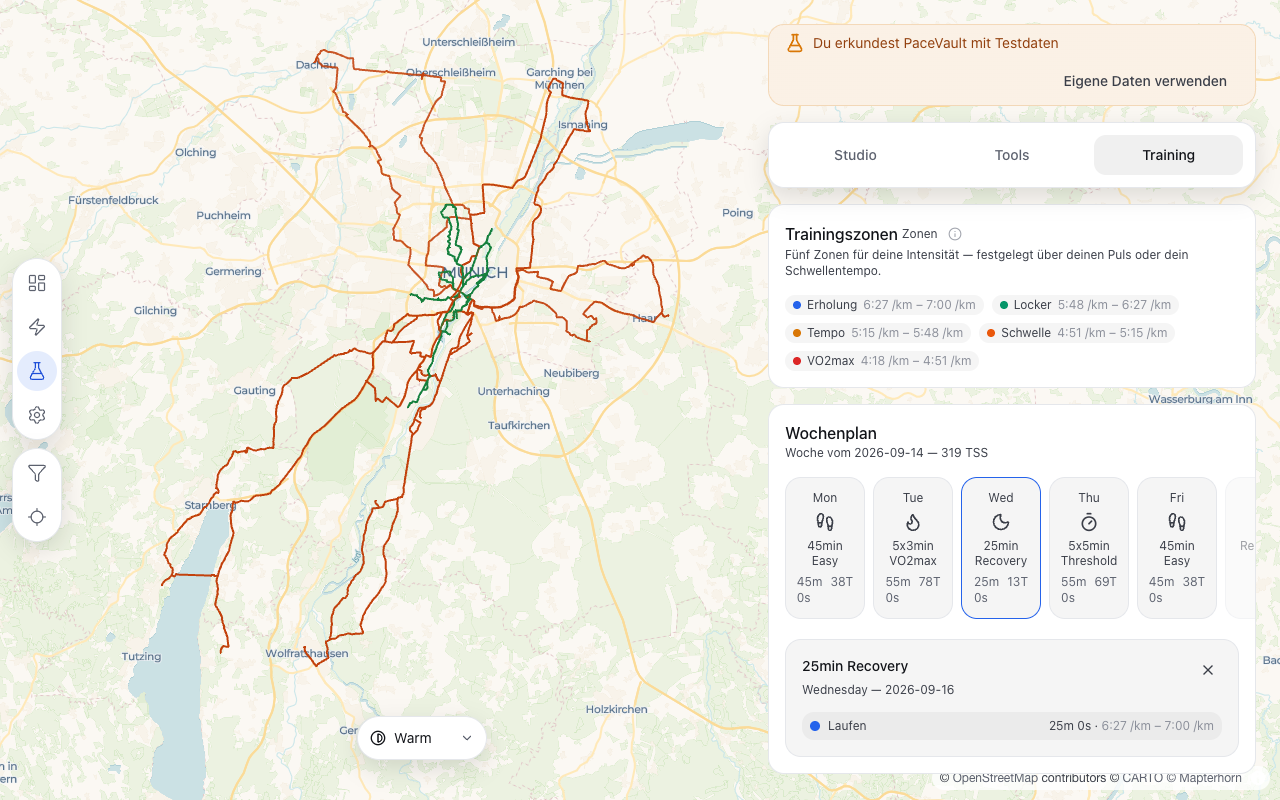 Unterschleißheim
Dachau
Oberschleißheim
Garching bei
München
Ismaning
Olching
Fürstenfeldbruck
Puchheim
Poing
Germering
MUNICH
Gilching
Haar
Neubiberg
Gauting
Unterhaching
Taufkirchen
Wasserburg am Inn
Starnberg
Isar
Tutzing
Wolfratshausen
Holzkirchen
Warm
Du erkundest PaceVault mit Testdaten
Eigene Daten verwenden
Studio
Tools
Training
Trainingszonen Zonen
Fünf Zonen für deine Intensität — festgelegt über deinen Puls oder dein
Schwellentempo.
Erholung 6:27 /km – 7:00 /km
Locker 5:48 /km – 6:27 /km
Tempo 5:15 /km – 5:48 /km
Schwelle 4:51 /km – 5:15 /km
VO2max 4:18 /km – 4:51 /km
Wochenplan
Woche vom 2026-09-14 — 319 TSS
Mon
45min
Easy
45m 38T
0s
Tue
5x3min
VO2max
55m 78T
0s
Wed
25min
Recovery
25m 13T
0s
Thu
5x5min
Threshold
55m 69T
0s
Fri
45min
Easy
45m 38T
0s
Re
25min Recovery
Wednesday — 2026-09-16
Laufen
25m 0s · 6:27 /km – 7:00 /km
© OpenStreetMap contributors © CARTO © Mapterhorn